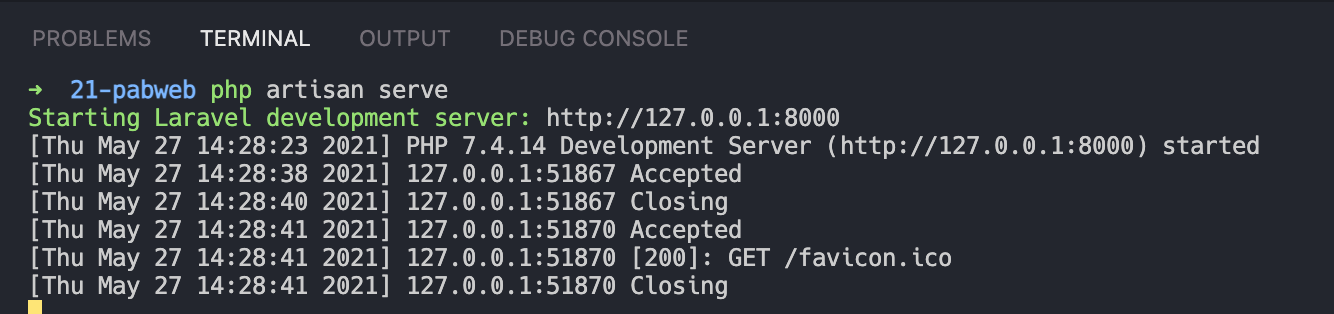 PROBLEMS TERMINAL OUTPUT DEBUG CONSOLE
→ 21-pabweb php artisan serve
Starting Laravel development server: http://127.0.0.1:8000
[Thu May 27 14:28:23 2021] PHP 7.4.14 Development Server (http://127.0.0.1:8000) started
[Thu May 27 14:28:38 2021] 127.0.0.1:51867 Accepted
[Thu May 27 14:28:40 2021] 127.0.0.1:51867 Closing
[Thu May 27 14:28:41 2021] 127.0.0.1:51870 Accepted
[Thu May 27 14:28:41 2021] 127.0.0.1:51870 [200]: GET /favicon.ico
[Thu May 27 14:28:41 2021] 127.0.0.1:51870 Closing